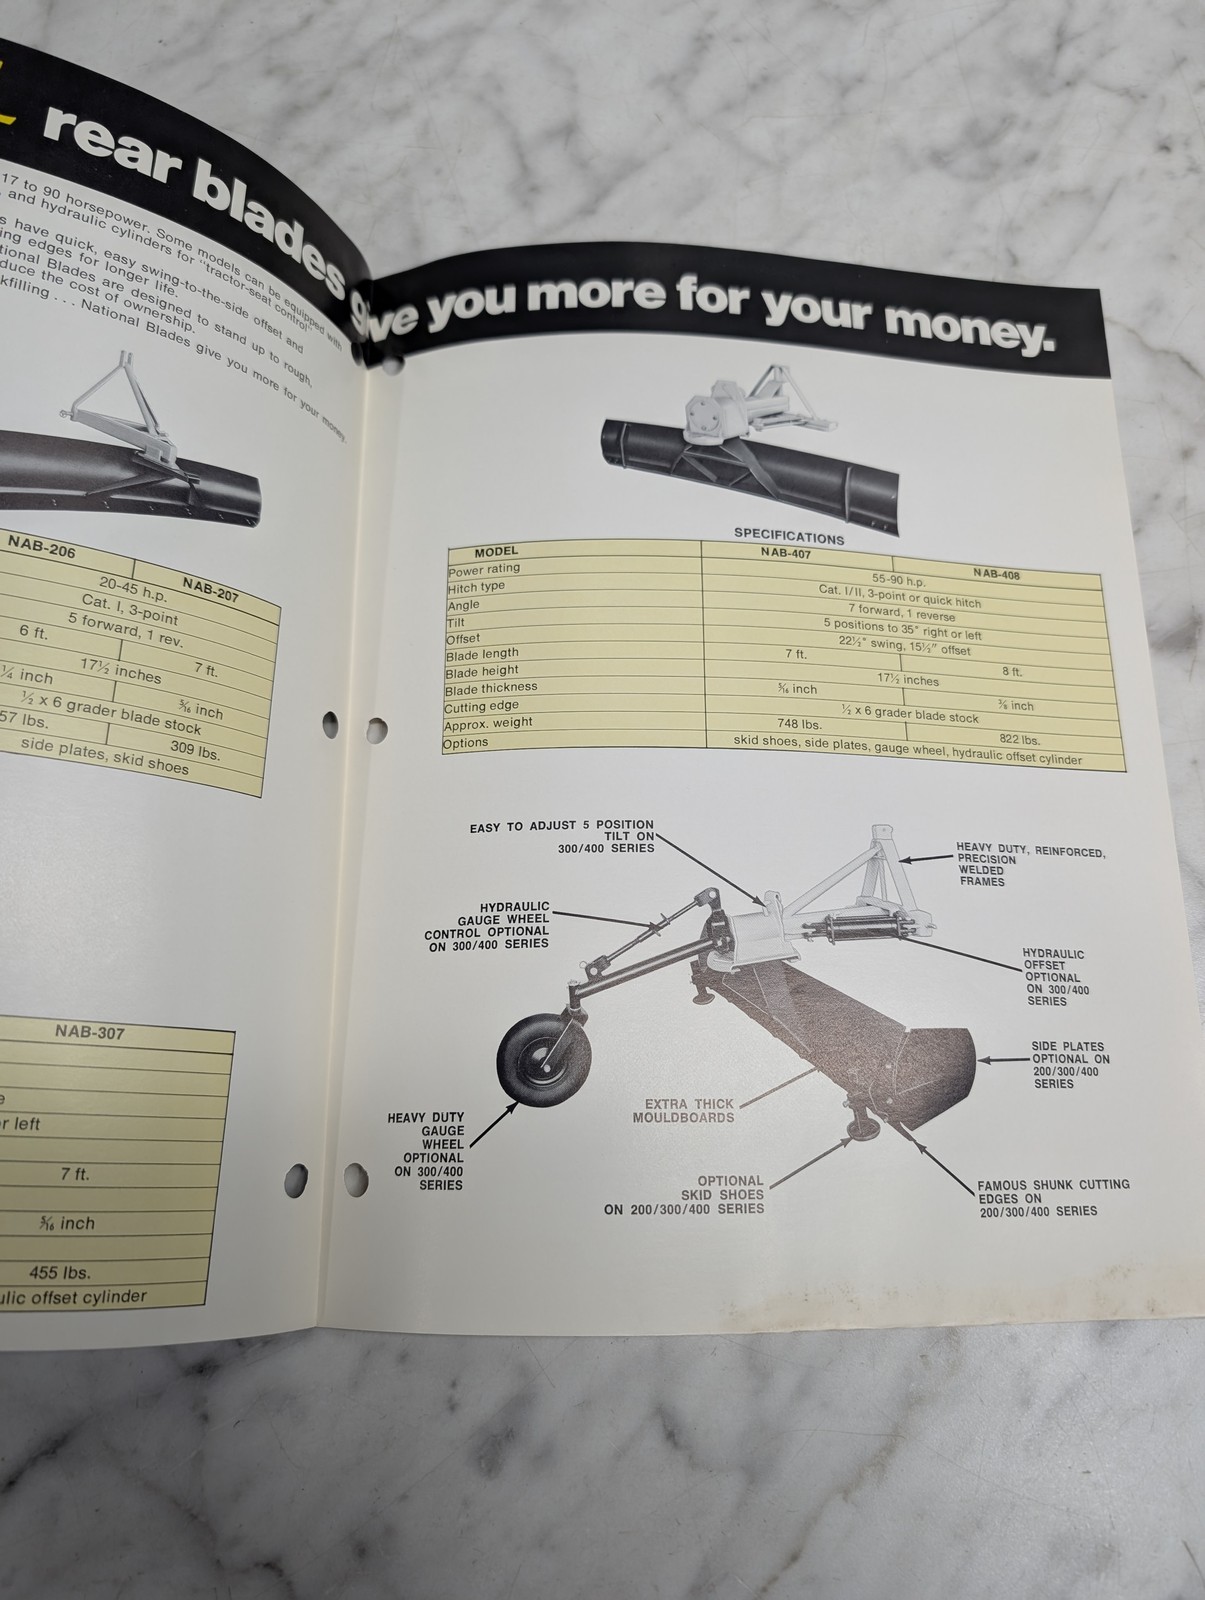 rear blades give you more for your money.
17 to 90 horsepower. Some models can be equipped with
and hydraulic cylinders for "tractor-seat control".
have quick, easy swing-to-the-side offset and
edges for longer life.
Blades are designed to stand up to rough,
the cost of ownership.
. . . National Blades give you more for your money.
NAB-206 NAB-207
20-45 h.p.
Cat. I, 3-point
5 forward, 1 rev.
6 ft. 7 ft.
17½ inches
¼ inch 5/16 inch
½ x 6 grader blade stock
57 lbs. 309 lbs.
side plates, skid shoes
NAB-307
left
7 ft.
5/16 inch
455 lbs.
offset cylinder
SPECIFICATIONS
MODEL NAB-407 NAB-408
Power rating 55-90 h.p.
Hitch type Cat. I/II, 3-point or quick hitch
Angle 7 forward, 1 reverse
Tilt 5 positions to 35° right or left
Offset 22½° swing, 15½" offset
Blade length 7 ft. 8 ft.
Blade height 17½ inches
Blade thickness 5/16 inch ⅜ inch
Cutting edge ½ x 6 grader blade stock
Approx. weight 748 lbs. 822 lbs.
Options skid shoes, side plates, gauge wheel, hydraulic offset cylinder
EASY TO ADJUST 5 POSITION
TILT ON
300/400 SERIES
HEAVY DUTY, REINFORCED,
PRECISION
WELDED
FRAMES
HYDRAULIC
GAUGE WHEEL
CONTROL OPTIONAL
ON 300/400 SERIES
HYDRAULIC
OFFSET
OPTIONAL
ON 300/400
SERIES
SIDE PLATES
OPTIONAL ON
200/300/400
SERIES
EXTRA THICK
MOULDBOARDS
HEAVY DUTY
GAUGE
WHEEL
OPTIONAL
ON 300/400
SERIES
OPTIONAL
SKID SHOES
ON 200/300/400 SERIES
FAMOUS SHUNK CUTTING
EDGES ON
200/300/400 SERIES